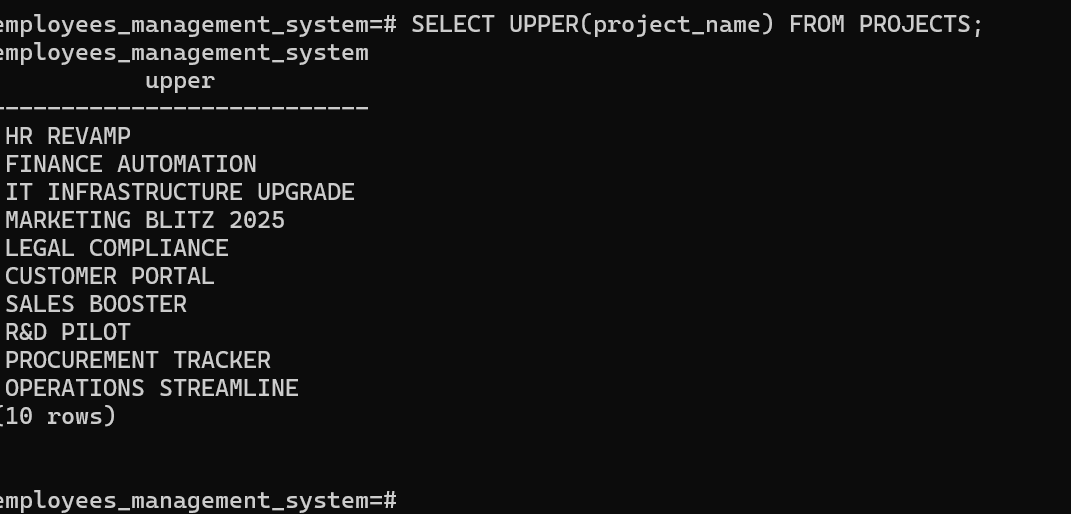 employees_management_system=# SELECT UPPER(project_name) FROM PROJECTS;
employees_management_system
upper
--------------------------
HR REVAMP
FINANCE AUTOMATION
IT INFRASTRUCTURE UPGRADE
MARKETING BLITZ 2025
LEGAL COMPLIANCE
CUSTOMER PORTAL
SALES BOOSTER
R&D PILOT
PROCUREMENT TRACKER
OPERATIONS STREAMLINE
(10 rows)
employees_management_system=#